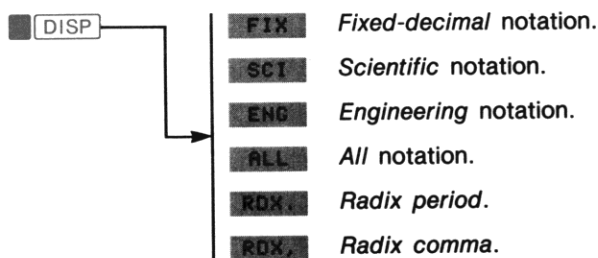 DISP
FIX Fixed-decimal notation.
SCI Scientific notation.
ENG Engineering notation.
ALL All notation.
RDX. Radix period.
RDX, Radix comma.